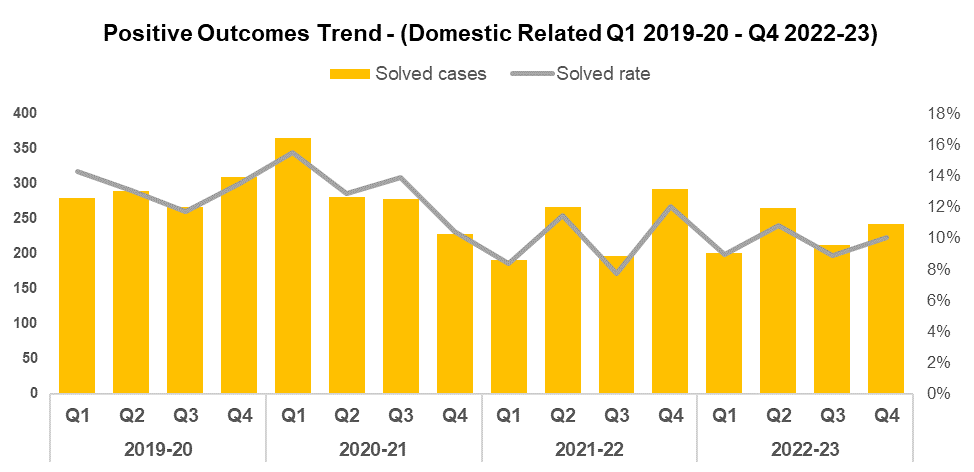 Positive Outcomes Trend - (Domestic Related Q1 2019-20 - Q4 2022-23)
Solved cases Solved rate
400 18%
350 16%
300 14%
250 12%
200 10%
150 8%
100 6%
50 4%
0 2%
0%
Q1 Q2 Q3 Q4 Q1 Q2 Q3 Q4 Q1 Q2 Q3 Q4 Q1 Q2 Q3 Q4
2019-20 2020-21 2021-22 2022-23